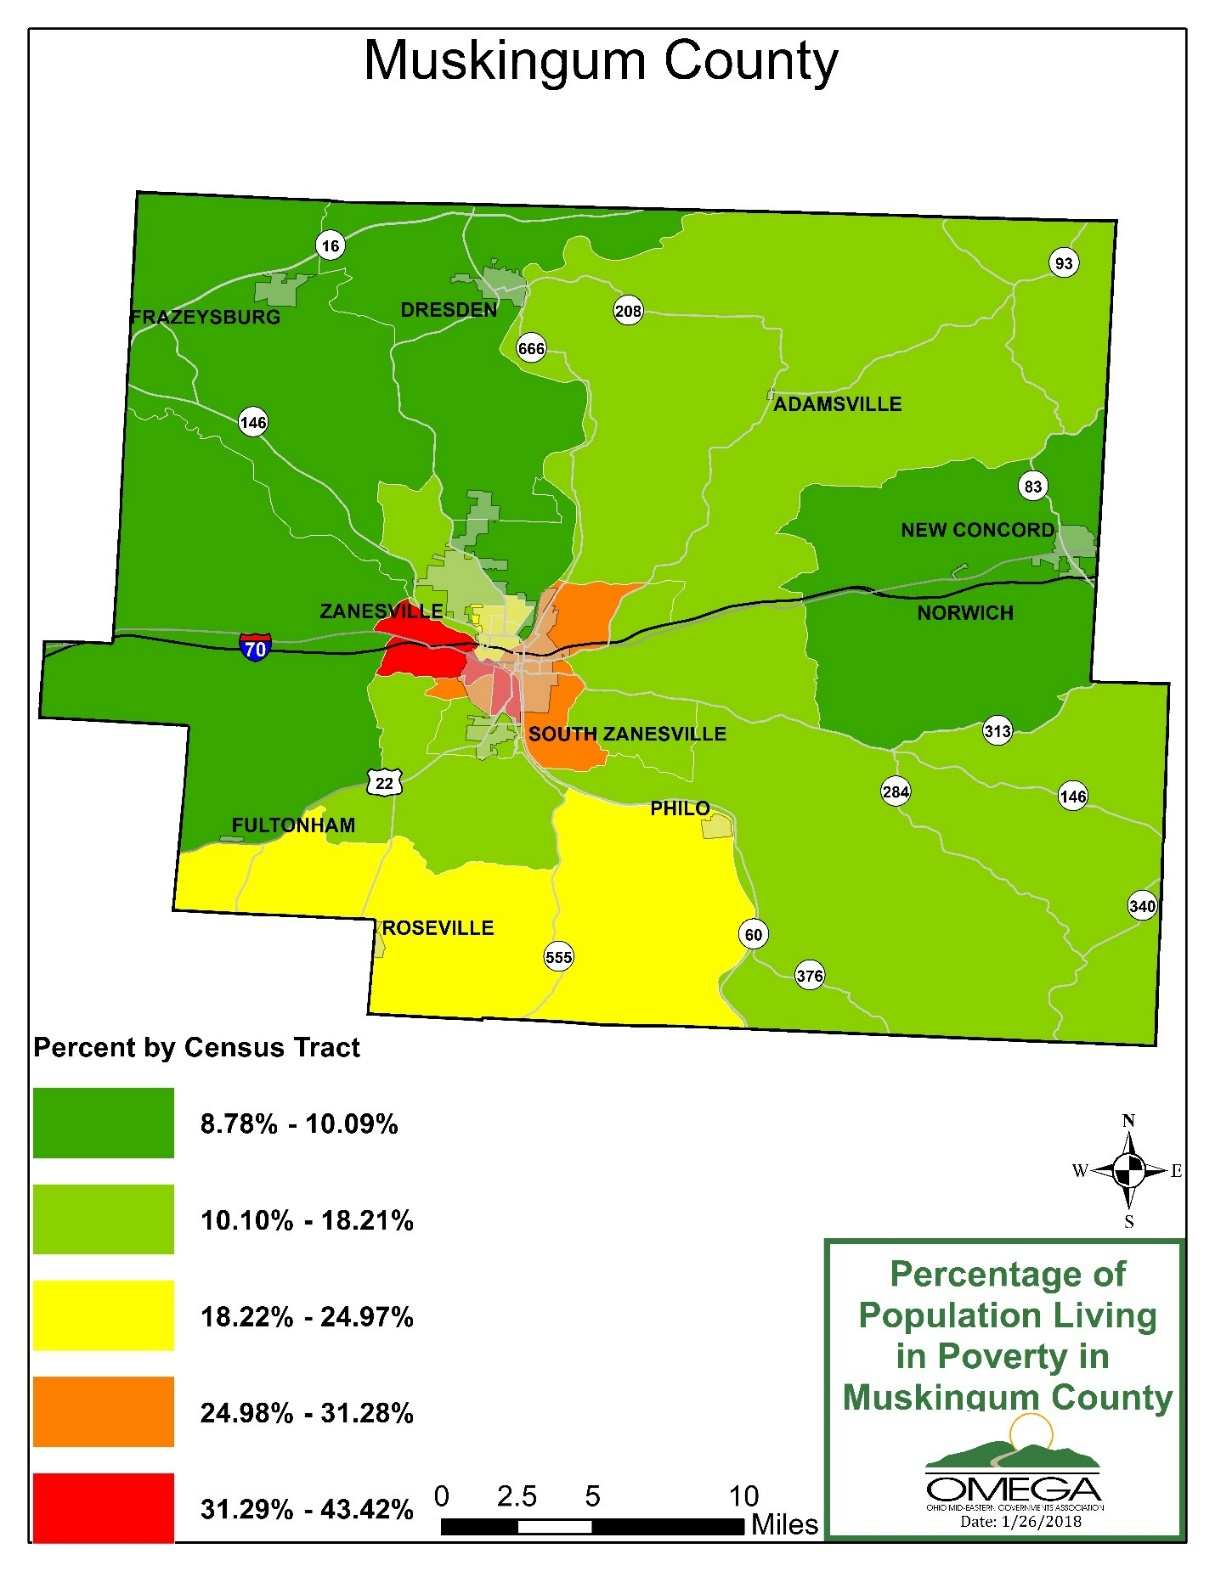 Muskingum County
16
93
FRAZEYSBURG
DRESDEN
208
666
ADAMSVILLE
146
83
NEW CONCORD
ZANESVILLE
NORWICH
70
SOUTH ZANESVILLE
313
22
284
146
PHILO
FULTONHAM
340
ROSEVILLE
60
555
376
Percent by Census Tract
8.78% - 10.09%
10.10% - 18.21%
18.22% - 24.97%
24.98% - 31.28%
31.29% - 43.42%
0 2.5 5 10
Miles
N
W E
S
Percentage of
Population Living
in Poverty in
Muskingum County
OMEGA
OHIO MID-EASTERN GOVERNMENTS ASSOCIATION
Date: 1/26/2018